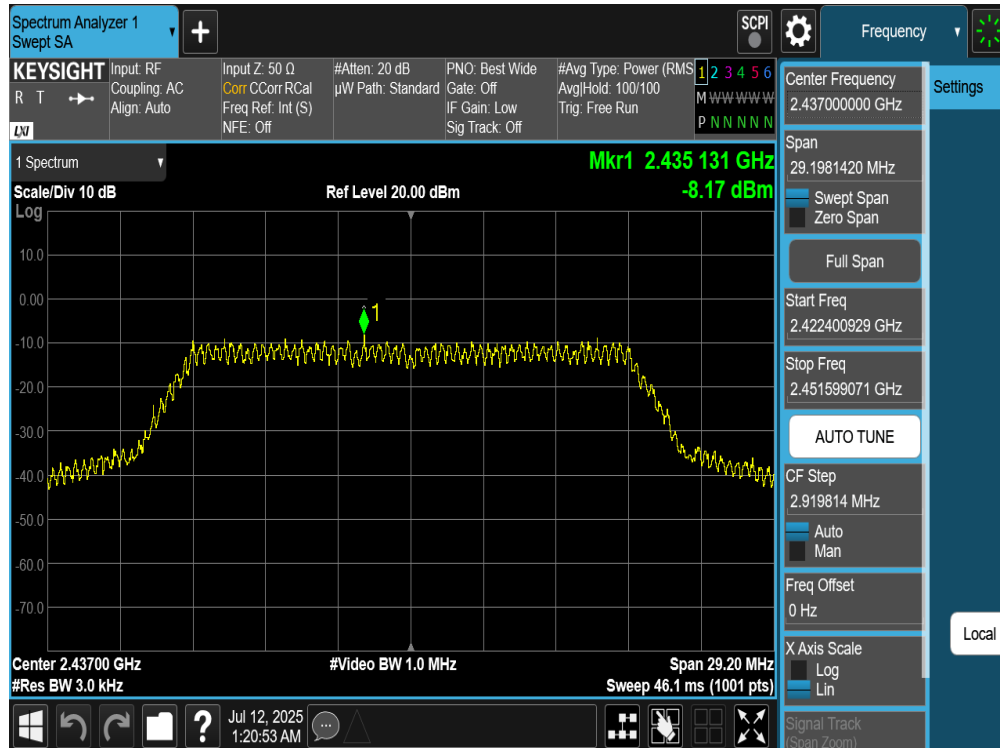 Spectrum Analyzer 1
Swept SA
+
SCPI
Frequency
KEYSIGHT
R T
LXI
Input: RF
Coupling: AC
Align: Auto
Input Z: 50 Ω
Corr CCorr RCal
Freq Ref: Int (S)
NFE: Off
#Atten: 20 dB
µW Path: Standard
PNO: Best Wide
Gate: Off
IF Gain: Low
Sig Track: Off
#Avg Type: Power (RMS
Avg|Hold: 100/100
Trig: Free Run
1 2 3 4 5 6
M W W W W W W
P N N N N N N
1 Spectrum
Mkr1 2.435 131 GHz
-8.17 dBm
Scale/Div 10 dB
Ref Level 20.00 dBm
Log
10.0
0.00
-10.0
-20.0
-30.0
-40.0
-50.0
-60.0
-70.0
1
Center 2.43700 GHz
#Video BW 1.0 MHz
Span 29.20 MHz
#Res BW 3.0 kHz
Sweep 46.1 ms (1001 pts)
Center Frequency
2.437000000 GHz
Span
29.1981420 MHz
Swept Span
Zero Span
Full Span
Start Freq
2.422400929 GHz
Stop Freq
2.451599071 GHz
AUTO TUNE
CF Step
2.919814 MHz
Auto
Man
Freq Offset
0 Hz
X Axis Scale
Log
Lin
Signal Track
(Span Zoom)
Settings
Local
?
Jul 12, 2025
1:20:53 AM